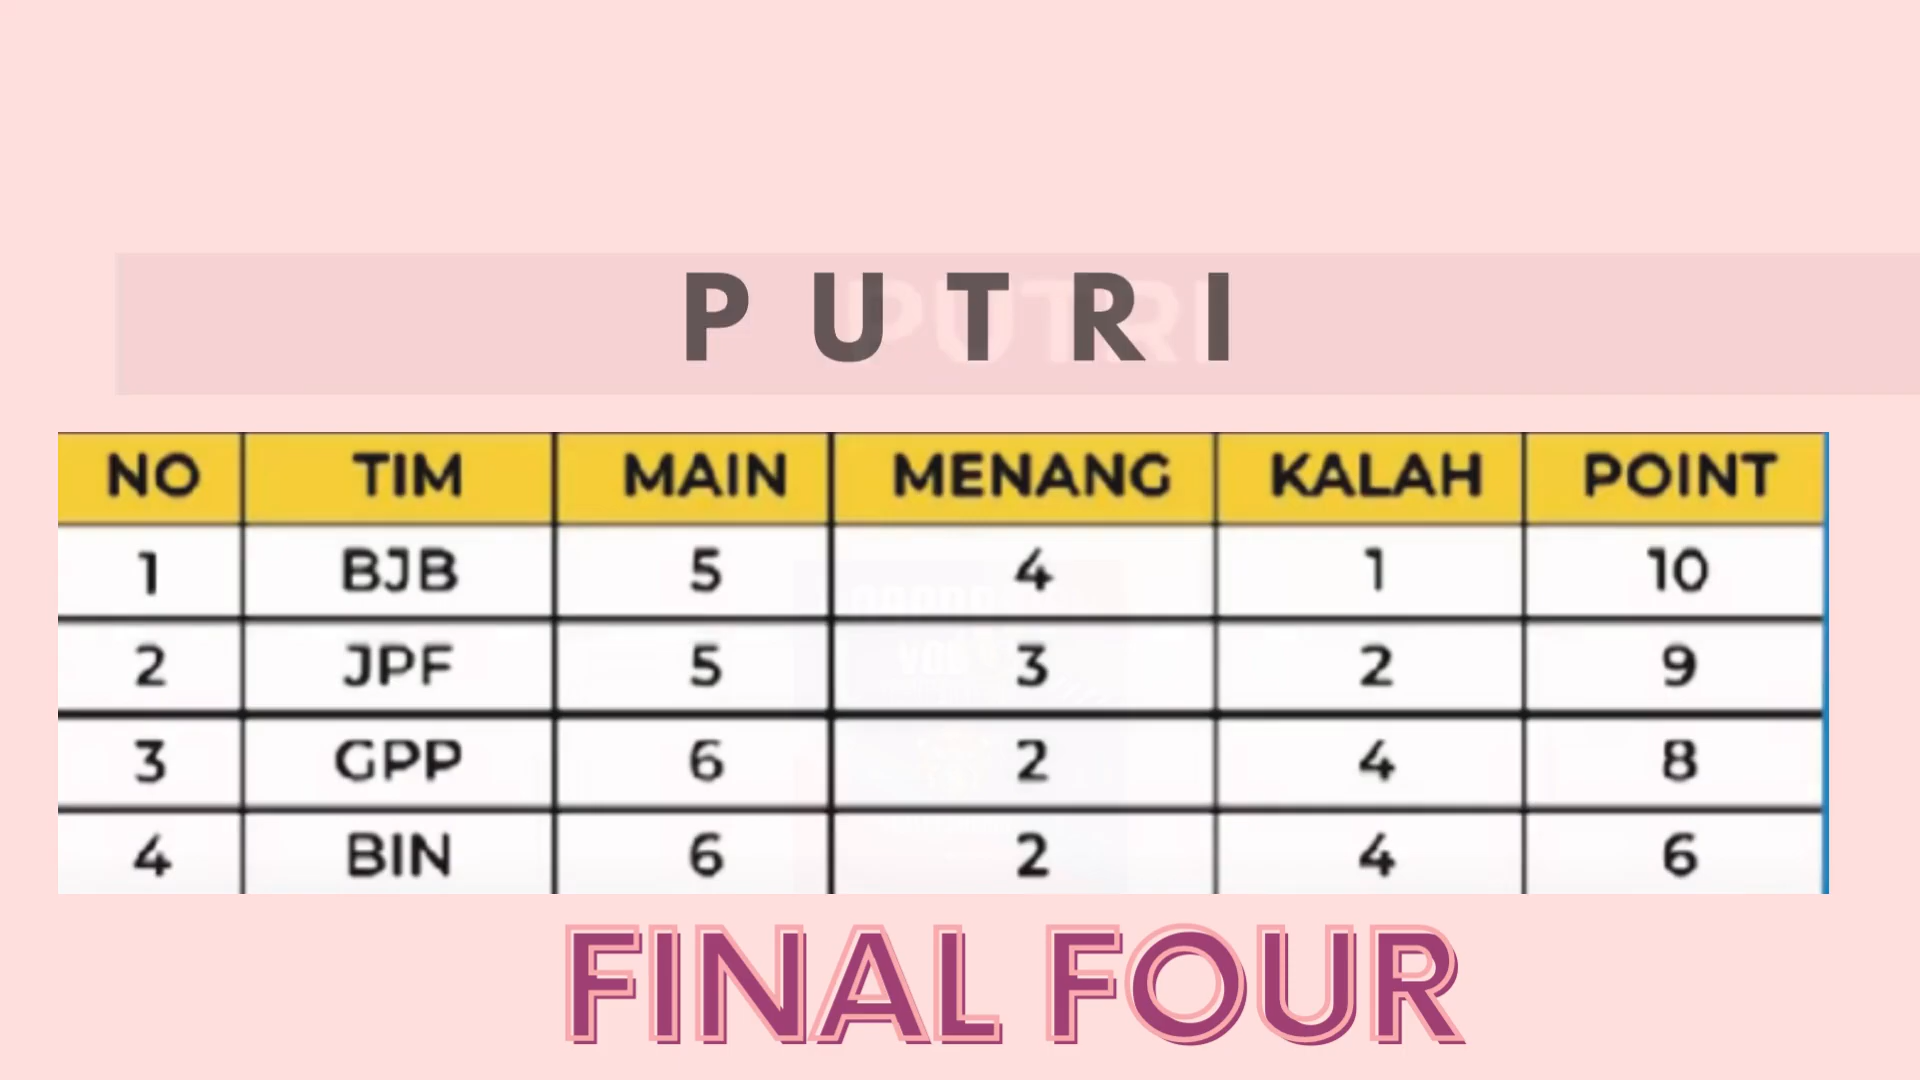 PUTRI
NO TIM MAIN MENANG KALAH POINT
1 BJB 5 4 1 10
2 JPF 5 3 2 9
3 GPP 6 2 4 8
4 BIN 6 2 4 6
FINAL FOUR